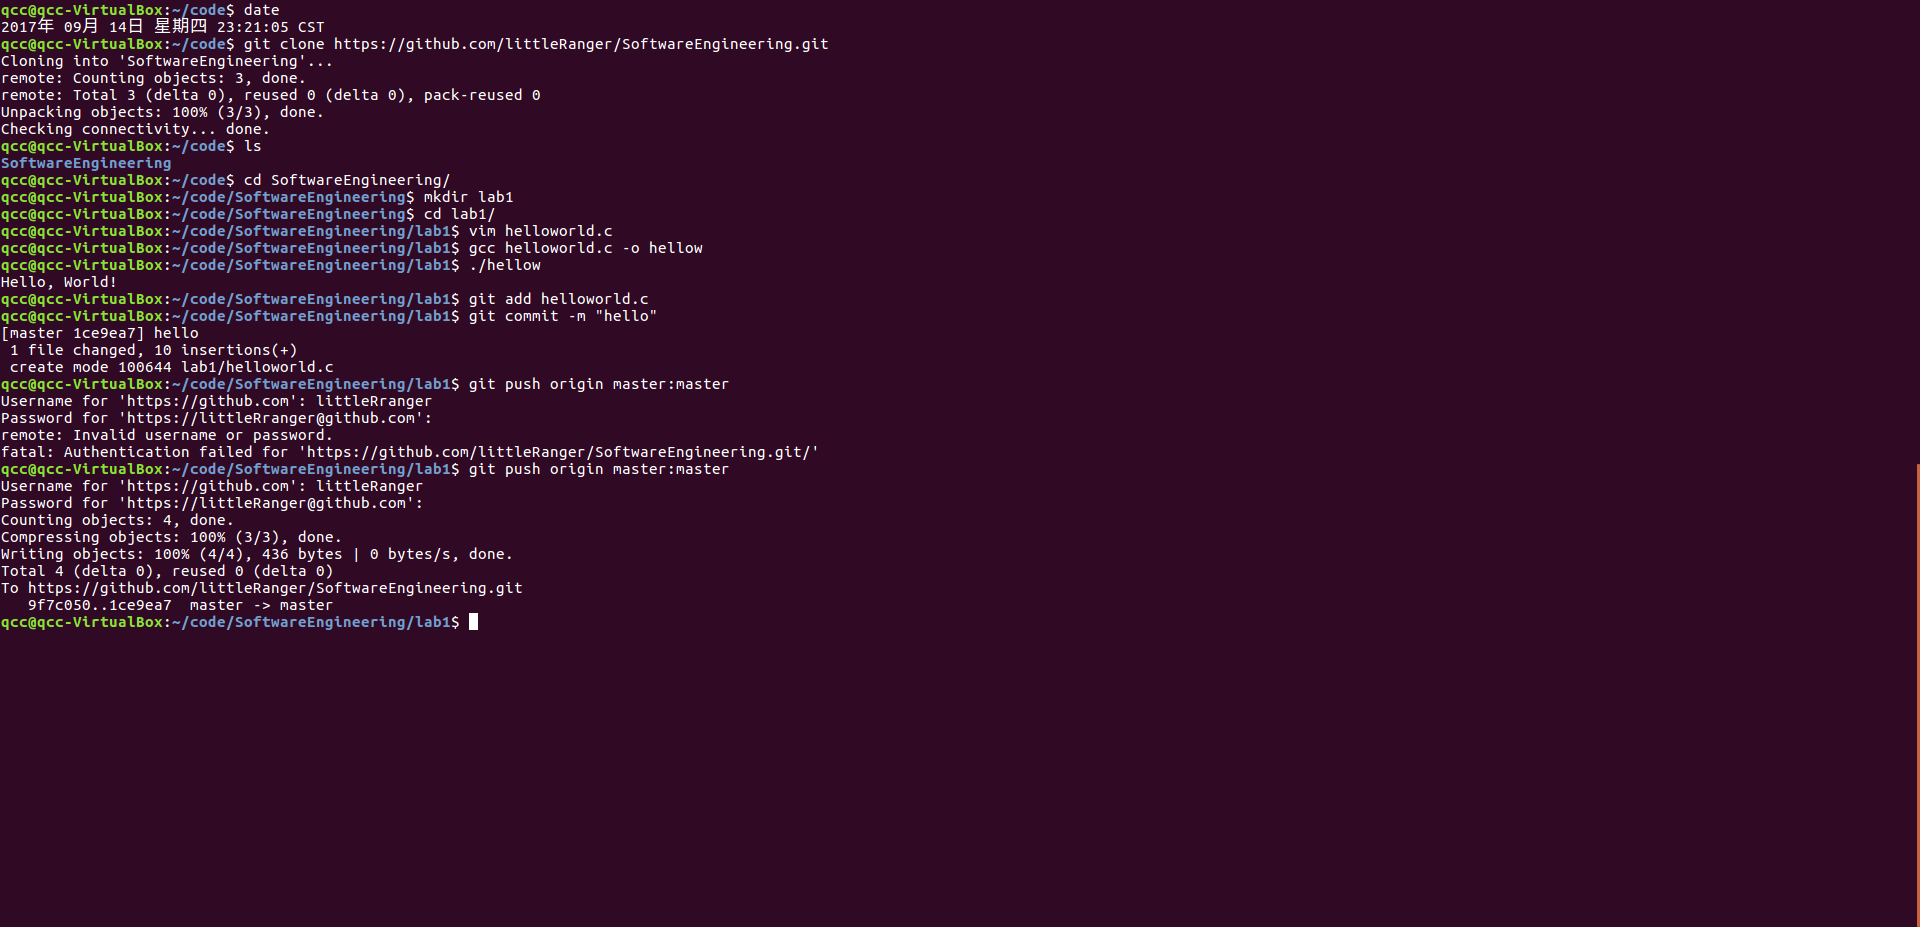 qcc@qcc-VirtualBox:~/code$ date
2017年 09月 14日 星期四 23:21:05 CST
qcc@qcc-VirtualBox:~/code$ git clone https://github.com/littleRanger/SoftwareEngineering.git
Cloning into 'SoftwareEngineering'...
remote: Counting objects: 3, done.
remote: Total 3 (delta 0), reused 0 (delta 0), pack-reused 0
Unpacking objects: 100% (3/3), done.
Checking connectivity... done.
qcc@qcc-VirtualBox:~/code$ ls
SoftwareEngineering
qcc@qcc-VirtualBox:~/code$ cd SoftwareEngineering/
qcc@qcc-VirtualBox:~/code/SoftwareEngineering$ mkdir lab1
qcc@qcc-VirtualBox:~/code/SoftwareEngineering$ cd lab1/
qcc@qcc-VirtualBox:~/code/SoftwareEngineering/lab1$ vim helloworld.c
qcc@qcc-VirtualBox:~/code/SoftwareEngineering/lab1$ gcc helloworld.c -o hellow
qcc@qcc-VirtualBox:~/code/SoftwareEngineering/lab1$ ./hellow
Hello, World!
qcc@qcc-VirtualBox:~/code/SoftwareEngineering/lab1$ git add helloworld.c
qcc@qcc-VirtualBox:~/code/SoftwareEngineering/lab1$ git commit -m "hello"
[master 1ce9ea7] hello
 1 file changed, 10 insertions(+)
 create mode 100644 lab1/helloworld.c
qcc@qcc-VirtualBox:~/code/SoftwareEngineering/lab1$ git push origin master:master
Username for 'https://github.com': littleRranger
Password for 'https://littleRranger@github.com':
remote: Invalid username or password.
fatal: Authentication failed for 'https://github.com/littleRanger/SoftwareEngineering.git/'
qcc@qcc-VirtualBox:~/code/SoftwareEngineering/lab1$ git push origin master:master
Username for 'https://github.com': littleRanger
Password for 'https://littleRanger@github.com':
Counting objects: 4, done.
Compressing objects: 100% (3/3), done.
Writing objects: 100% (4/4), 436 bytes | 0 bytes/s, done.
Total 4 (delta 0), reused 0 (delta 0)
To https://github.com/littleRanger/SoftwareEngineering.git
   9f7c050..1ce9ea7  master -> master
qcc@qcc-VirtualBox:~/code/SoftwareEngineering/lab1$